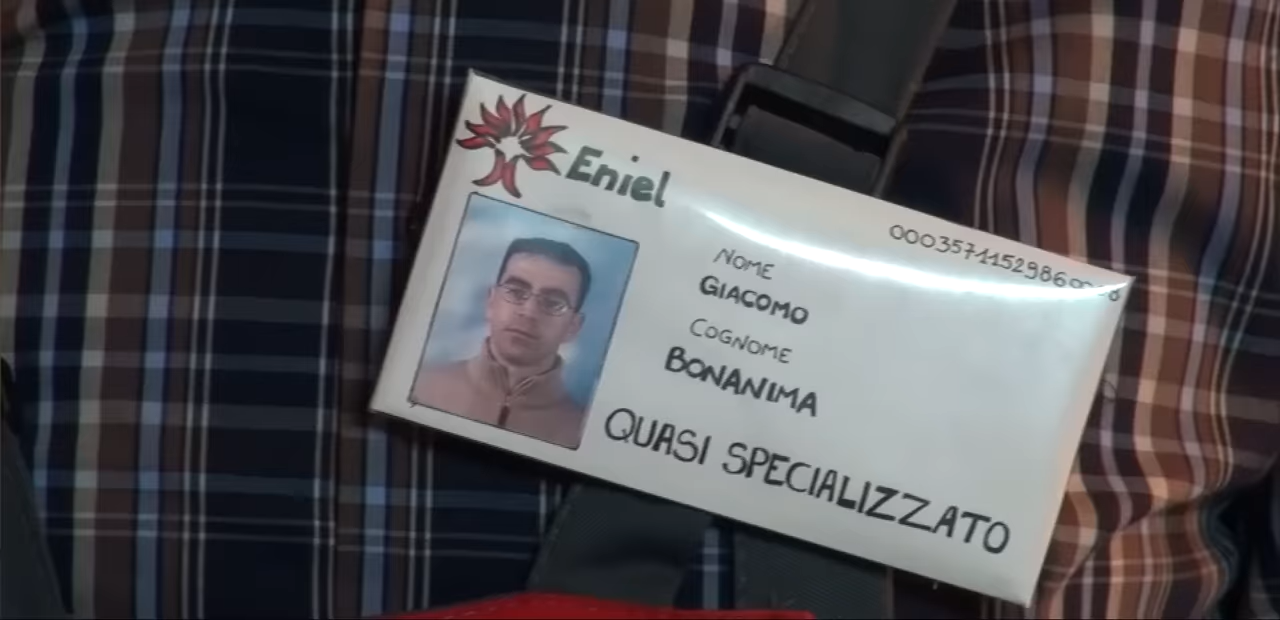 Eniel
NOME
GIACOMO
COGNOME
BONANIMA
QUASI SPECIALIZZATO